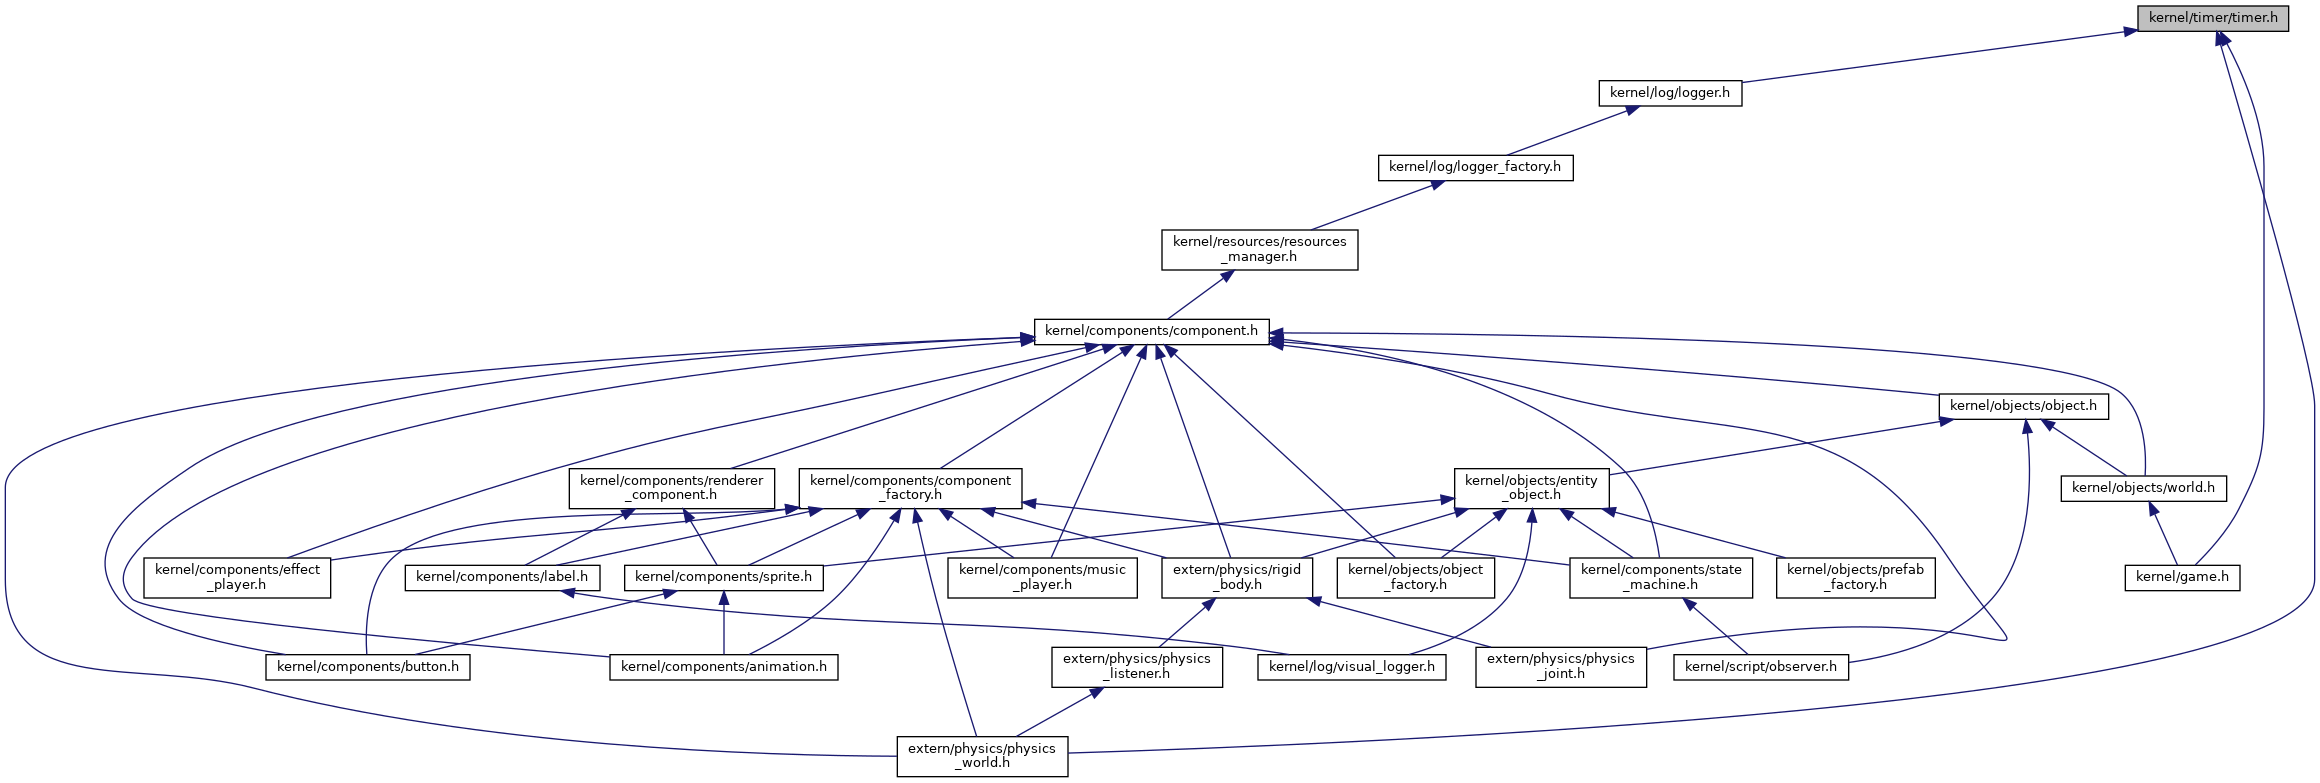 kernel/timer/timer.h
kernel/log/logger.h
kernel/log/logger_factory.h
kernel/resources/resources
_manager.h
kernel/components/component.h
kernel/objects/object.h
kernel/components/renderer
_component.h
kernel/components/component
_factory.h
kernel/objects/entity
_object.h
kernel/objects/world.h
kernel/components/effect
_player.h
kernel/components/label.h
kernel/components/sprite.h
kernel/components/music
_player.h
extern/physics/rigid
_body.h
kernel/objects/object
_factory.h
kernel/components/state
_machine.h
kernel/objects/prefab
_factory.h
kernel/game.h
kernel/components/button.h
kernel/components/animation.h
extern/physics/physics
_listener.h
kernel/log/visual_logger.h
extern/physics/physics
_joint.h
kernel/script/observer.h
extern/physics/physics
_world.h